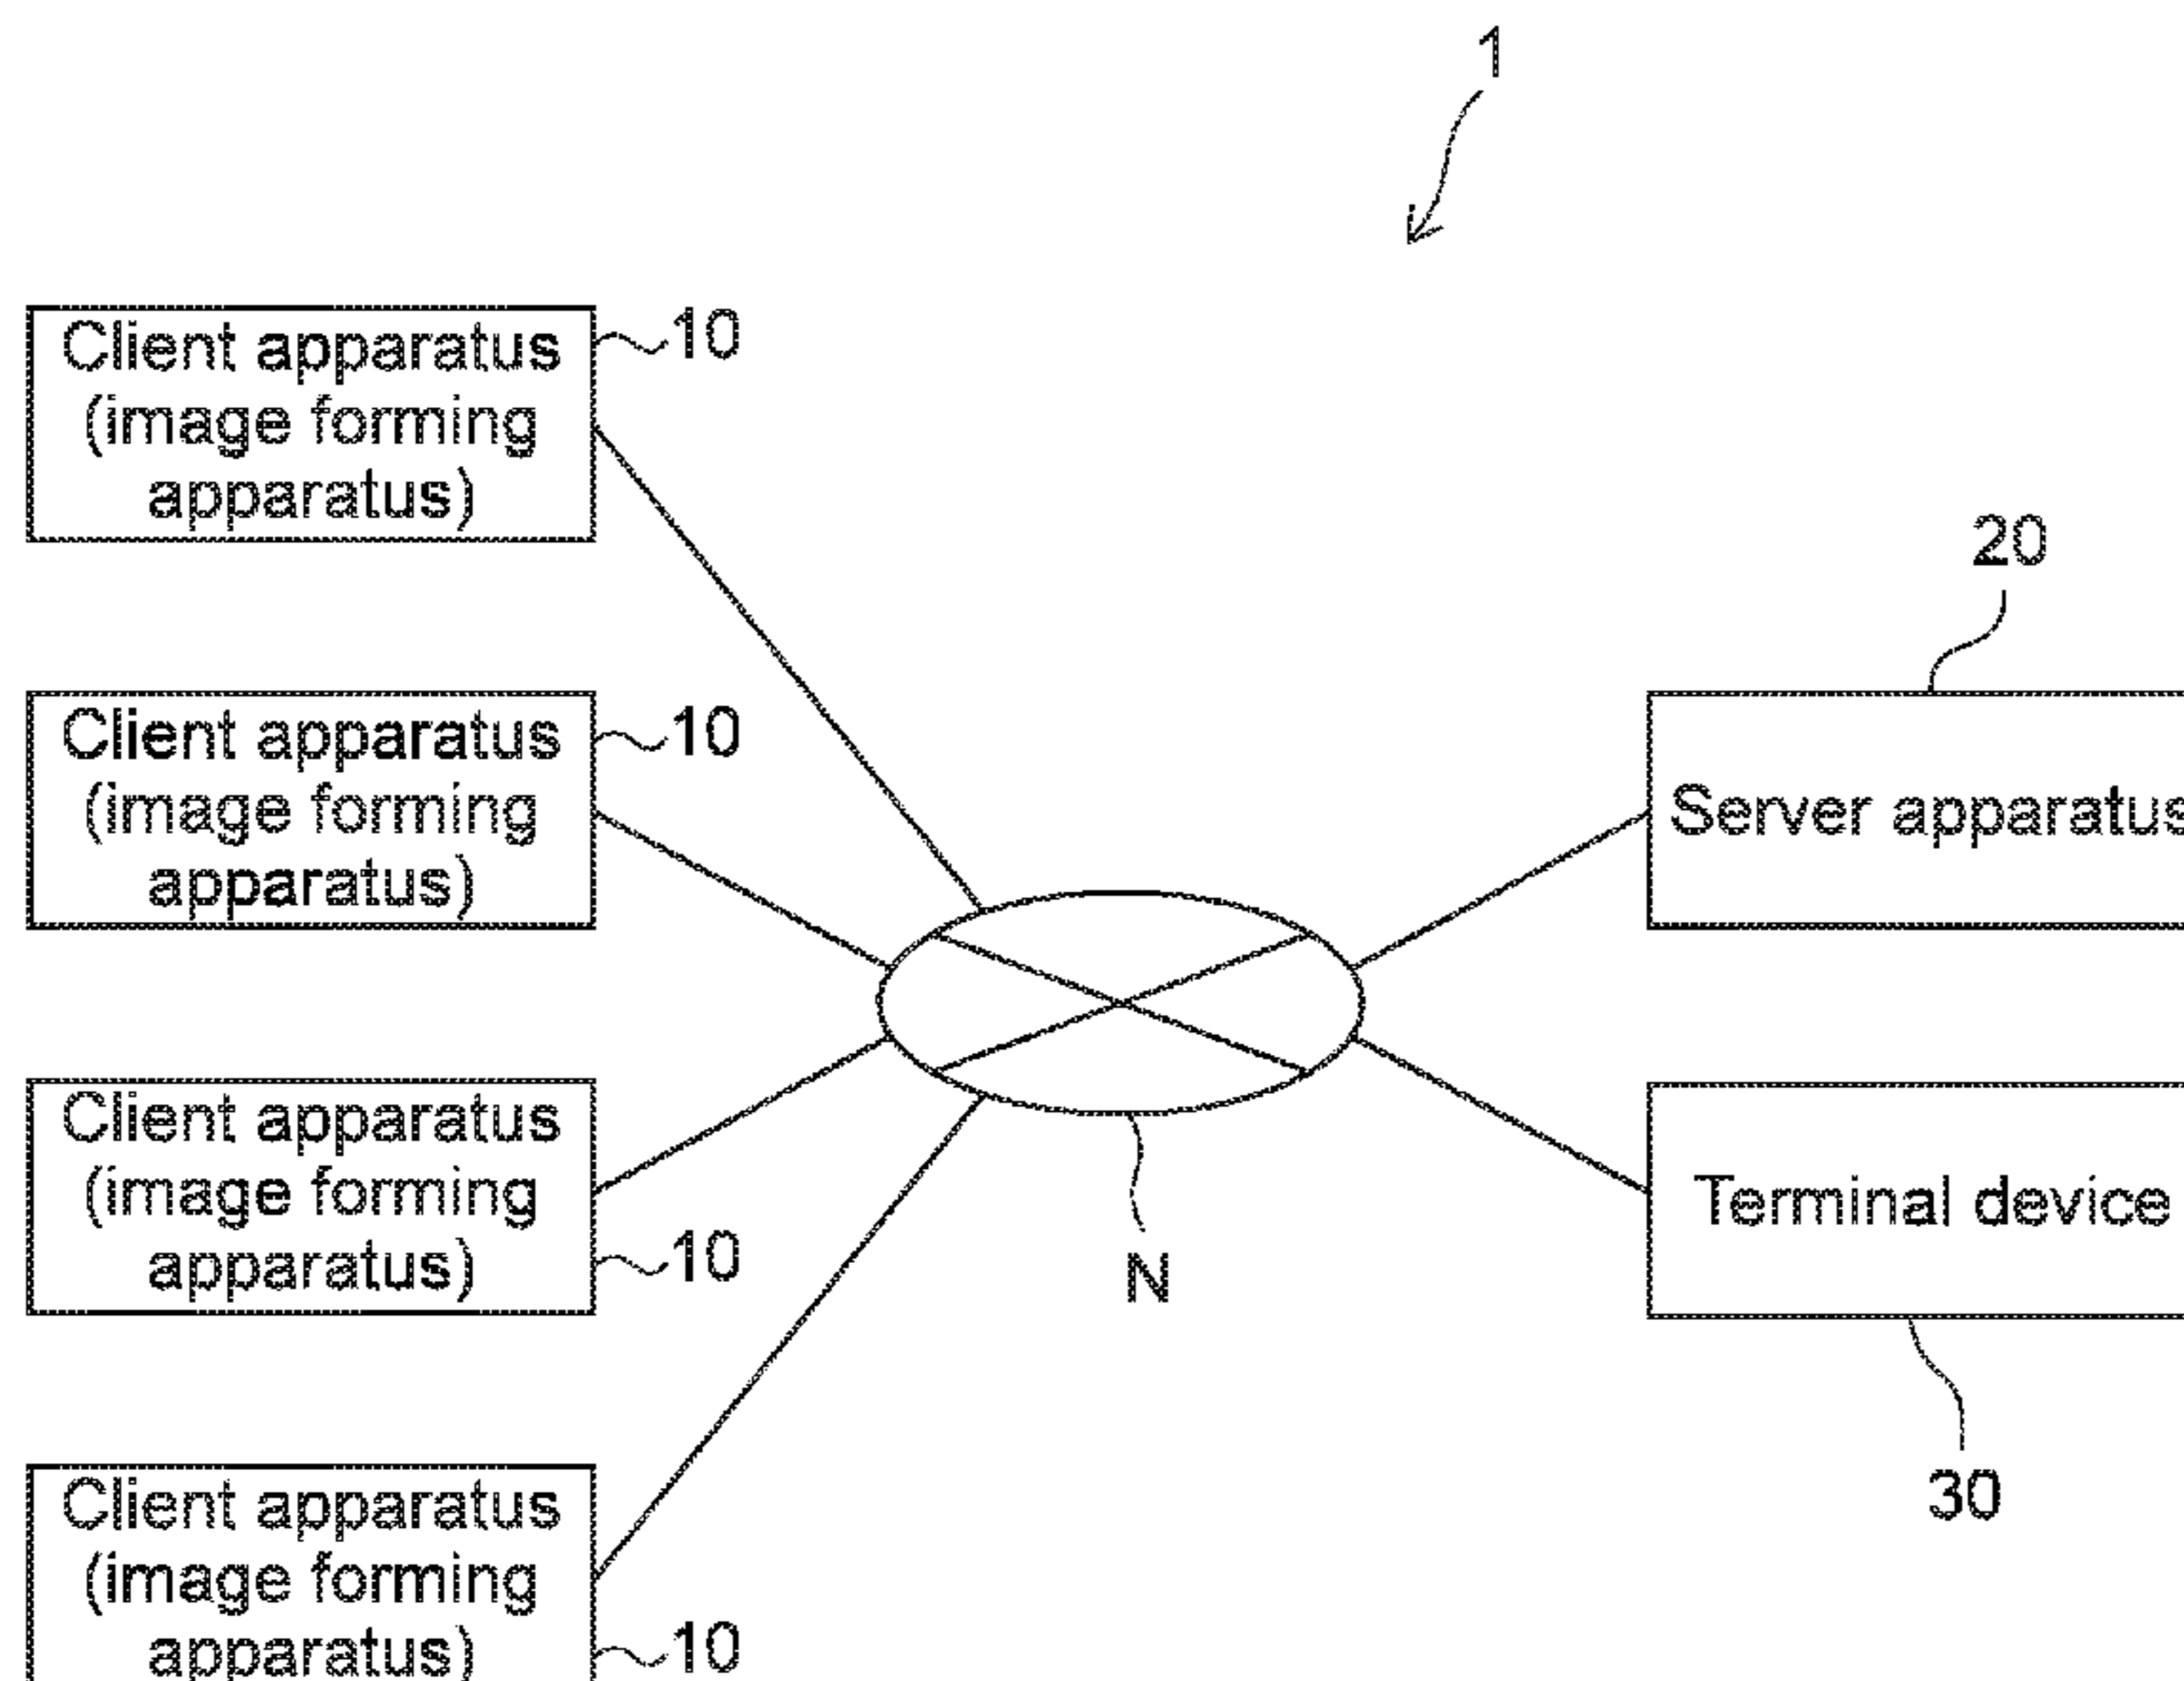 1
Client apparatus
(image forming
apparatus)
10
20
Client apparatus
(image forming
apparatus)
10
Server apparatus
Client apparatus
(image forming
apparatus)
10
N
Terminal device
30
Client apparatus
(image forming
apparatus)
10